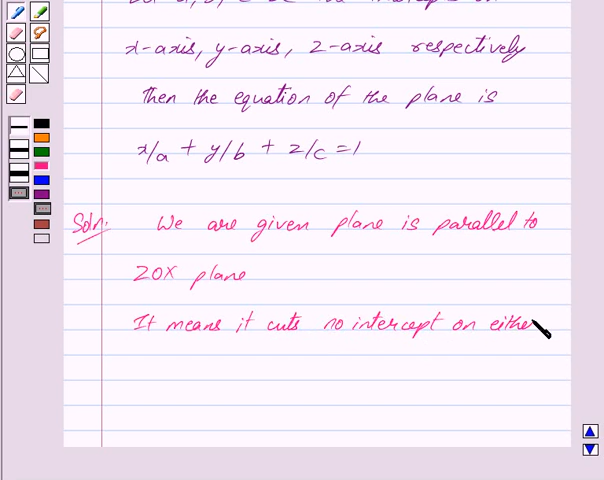 x-axis, y-axis, z-axis respectively
Then the equation of the plane is
x/a + y/b + z/c = 1
Soln: We are given plane is parallel to
ZOX plane
It means it cuts no intercept on eithe